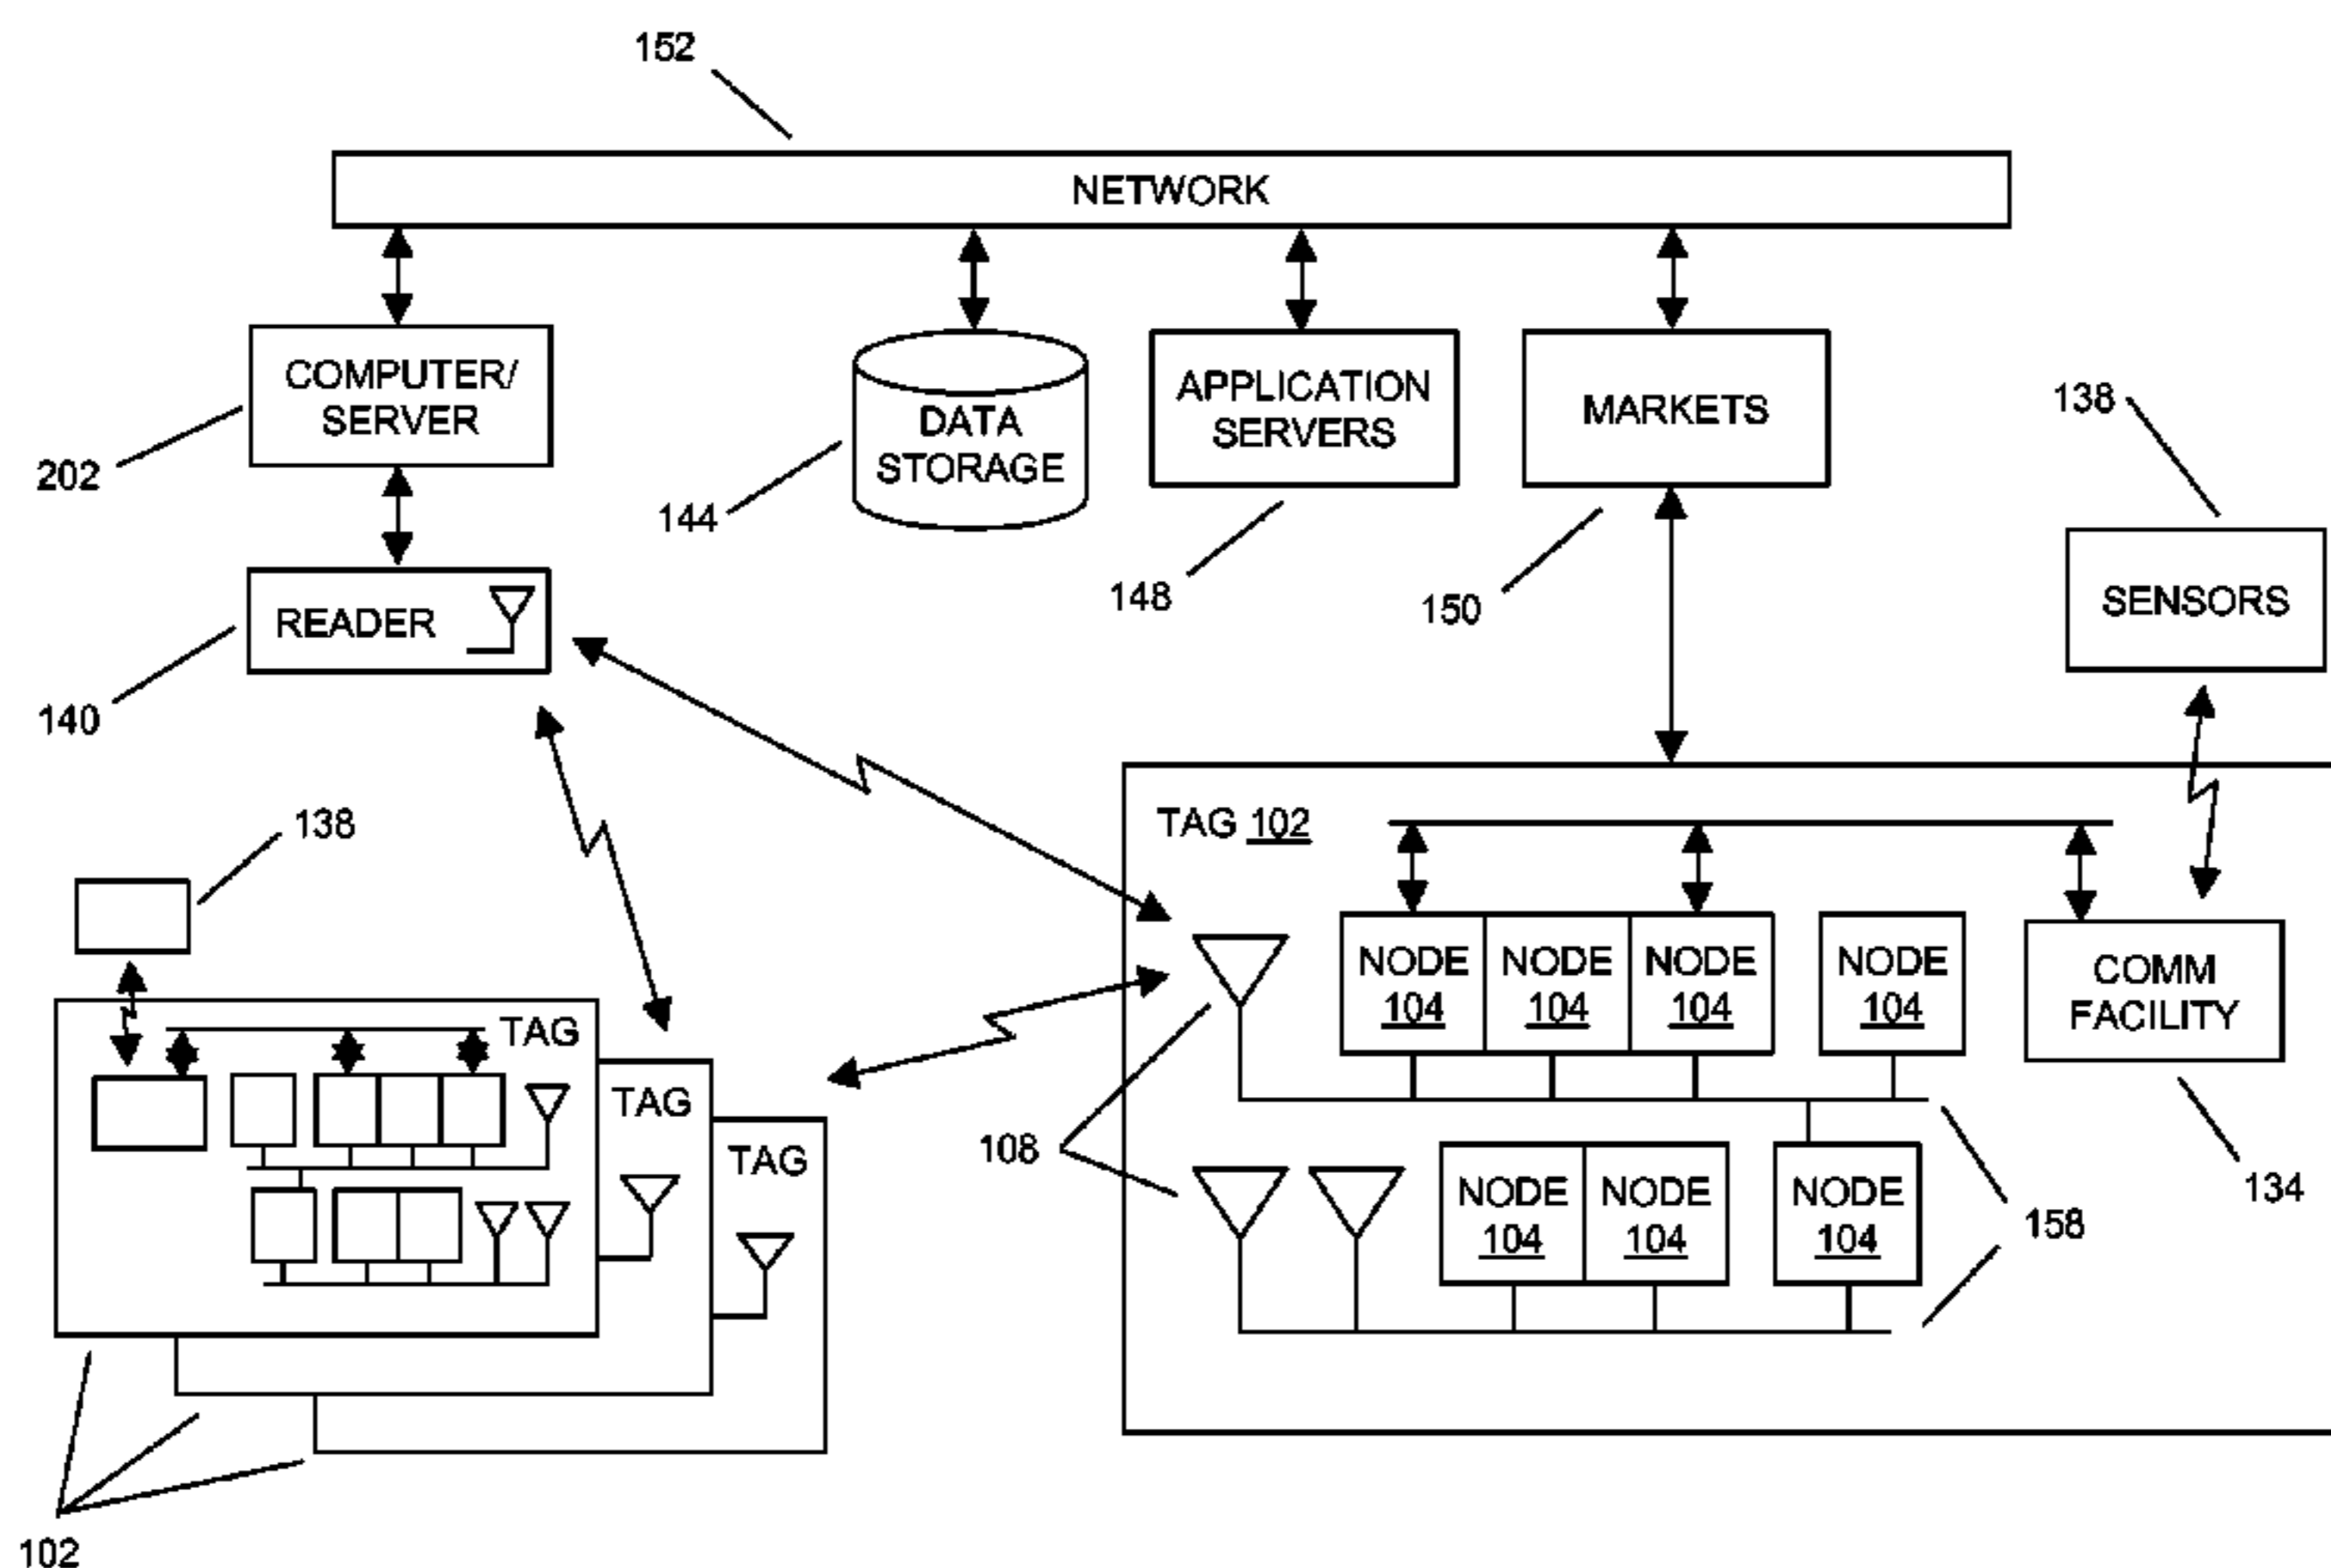 152
NETWORK
COMPUTER/
SERVER
202
DATA
STORAGE
144
APPLICATION
SERVERS
148
MARKETS
150
138
SENSORS
READER
140
138
TAG
TAG
TAG
102
TAG 102
NODE NODE NODE NODE
104 104 104 104
COMM
FACILITY
134
108
NODE NODE NODE
104 104 104
158